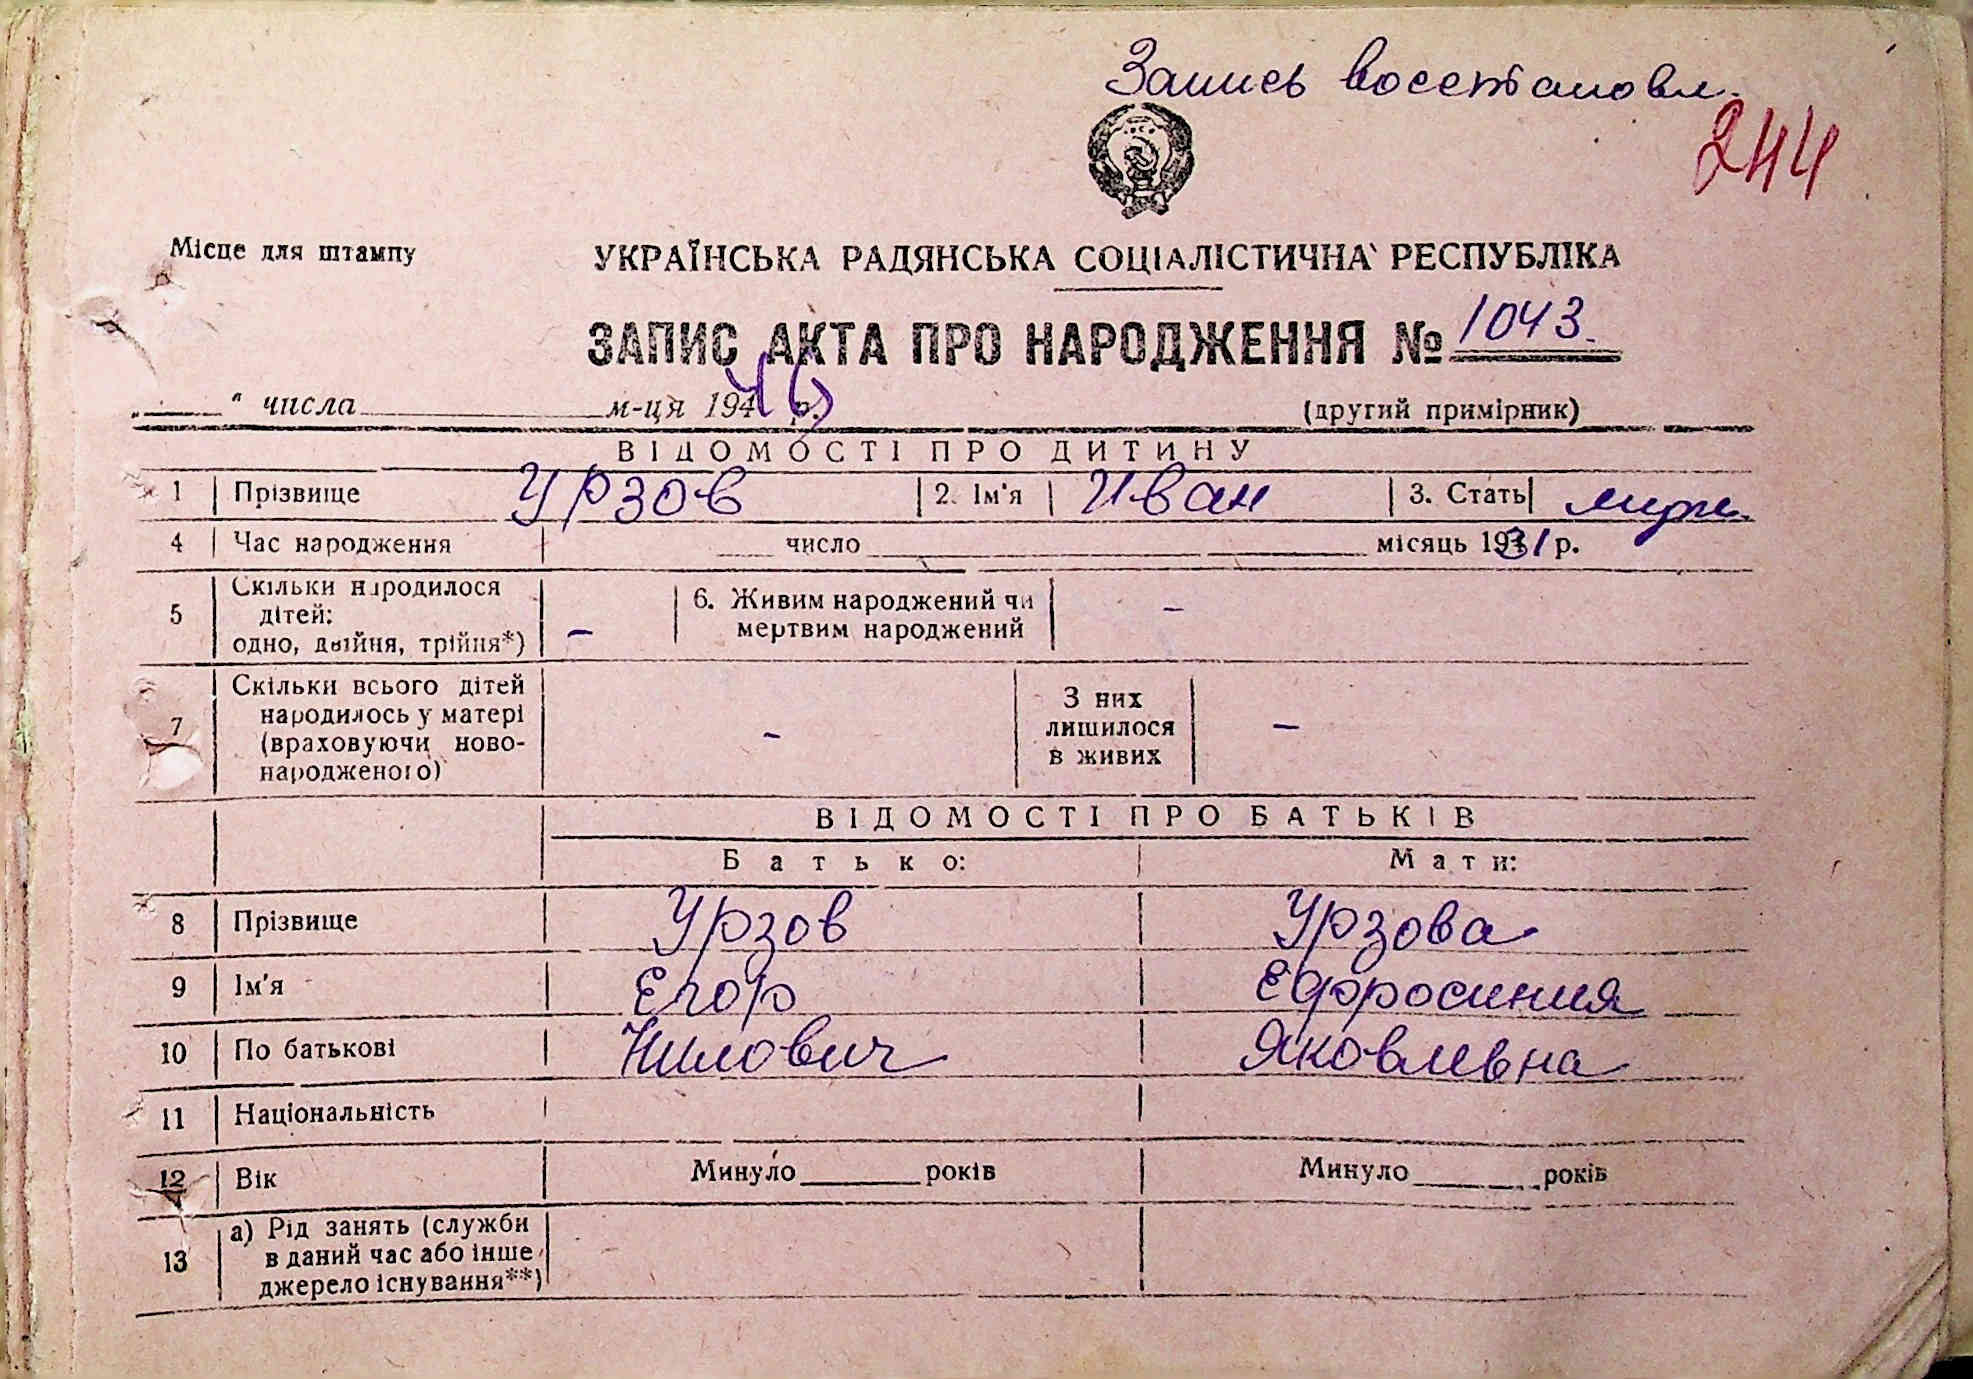 Запись восстановл.
244
Місце для штампу
УКРАЇНСЬКА РАДЯНСЬКА СОЦІАЛІСТИЧНА РЕСПУБЛІКА
ЗАПИС АКТА ПРО НАРОДЖЕННЯ № 1043.
„ “ числа м-ця 1946 р.
(другий примірник)
ВІДОМОСТІ ПРО ДИТИНУ
1 Прізвище Урзов 2. Ім'я Иван 3. Стать муж.
4 Час народження число місяць 1931 р.
5 Скільки народилося дітей: одно, двійня, трійня*) – 6. Живим народжений чи мертвим народжений –
7 Скільки всього дітей народилось у матері (враховуючи новонародженого) – З них лишилося в живих –
ВІДОМОСТІ ПРО БАТЬКІВ
Батько: Мати:
8 Прізвище Урзов Урзова
9 Ім'я Егор Ефросиния
10 По батькові Нилович Яковлевна
11 Національність
12 Вік Минуло років Минуло років
13 а) Рід занять (служби в даний час або інше джерело існування**)